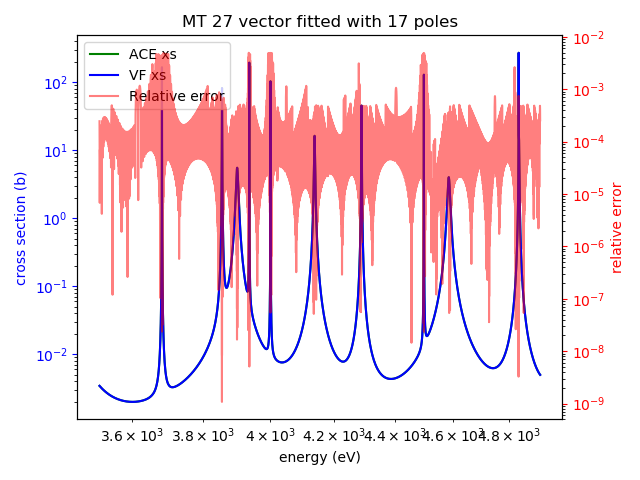 MT 27 vector fitted with 17 poles
ACE xs
VF xs
Relative error
10²
10¹
10⁰
10⁻¹
10⁻²
cross section (b)
10⁻²
10⁻³
10⁻⁴
10⁻⁵
10⁻⁶
10⁻⁷
10⁻⁸
10⁻⁹
relative error
3.6 × 10³ 3.8 × 10³ 4 × 10³ 4.2 × 10³ 4.4 × 10³ 4.6 × 10³ 4.8 × 10³
energy (eV)